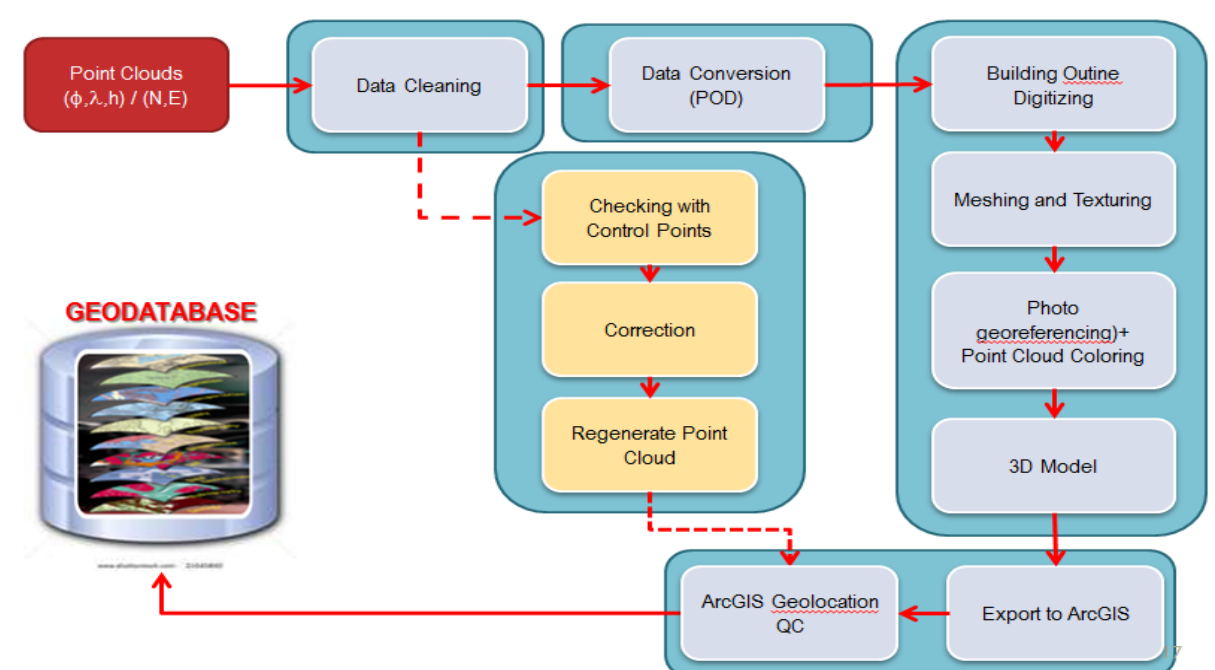 Point Clouds
(ϕ,λ,h) / (N,E)
Data Cleaning
Data Conversion
(POD)
Building Outine
Digitizing
Checking with
Control Points
Meshing and Texturing
Correction
Photo
georeferencing)+
Point Cloud Coloring
Regenerate Point
Cloud
3D Model
GEODATABASE
ArcGIS Geolocation
QC
Export to ArcGIS